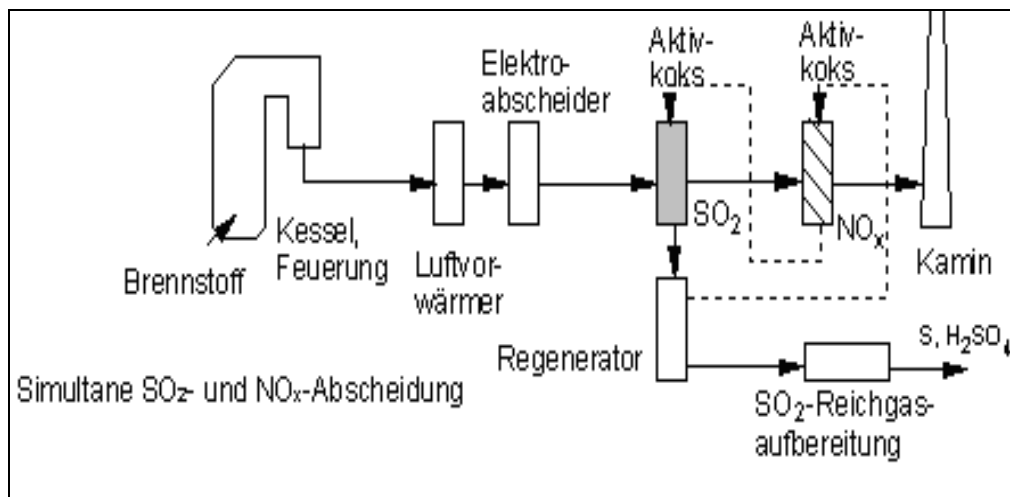 Aktiv-
koks
Aktiv-
koks
Elektro-
abscheider
SO₂
NOₓ
Kessel,
Feuerung
Brennstoff
Luftvor-
wärmer
Kamin
Regenerator
S, H₂SO₄
Simultane SO₂- und NOₓ-Abscheidung
SO₂-Reichgas-
aufbereitung